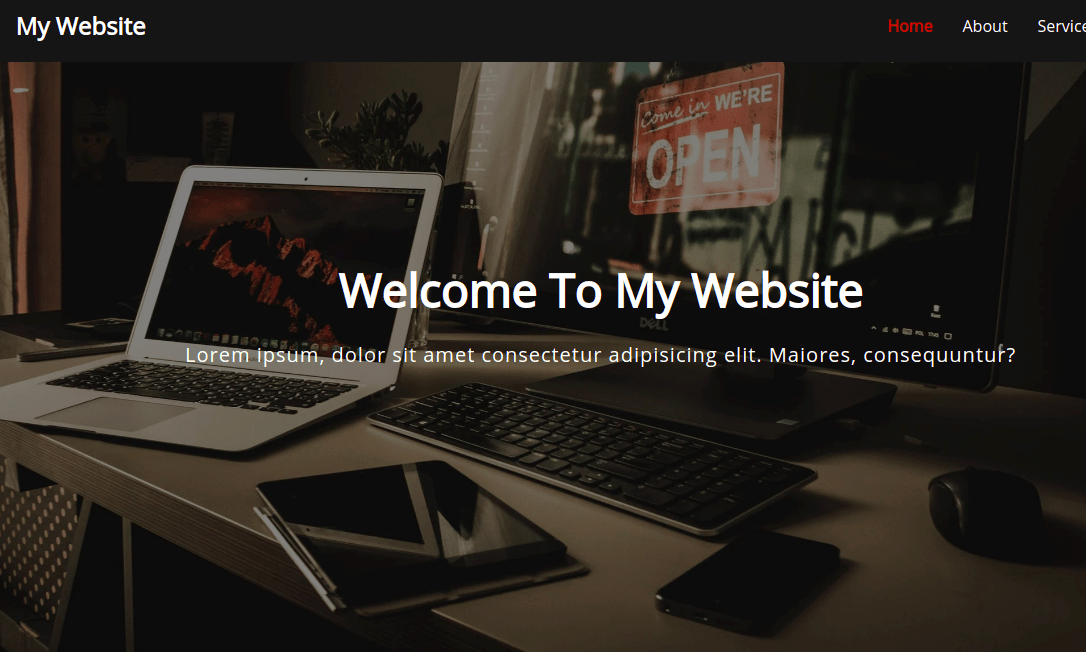 My Website
Home About Service
Come in WE'RE
OPEN
Welcome To My Website
DELL
Lorem ipsum, dolor sit amet consectetur adipisicing elit. Maiores, consequuntur?